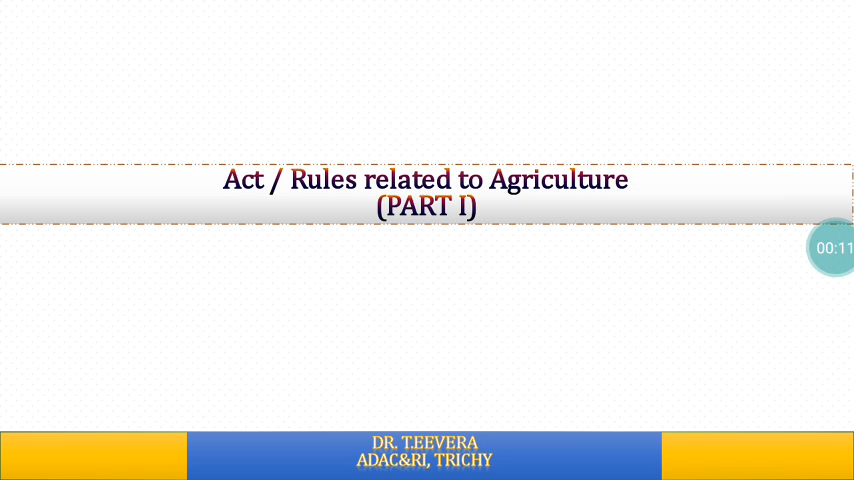 Act / Rules related to Agriculture
(PART I)
00:11
DR. T.EEVERA
ADAC&RI, TRICHY